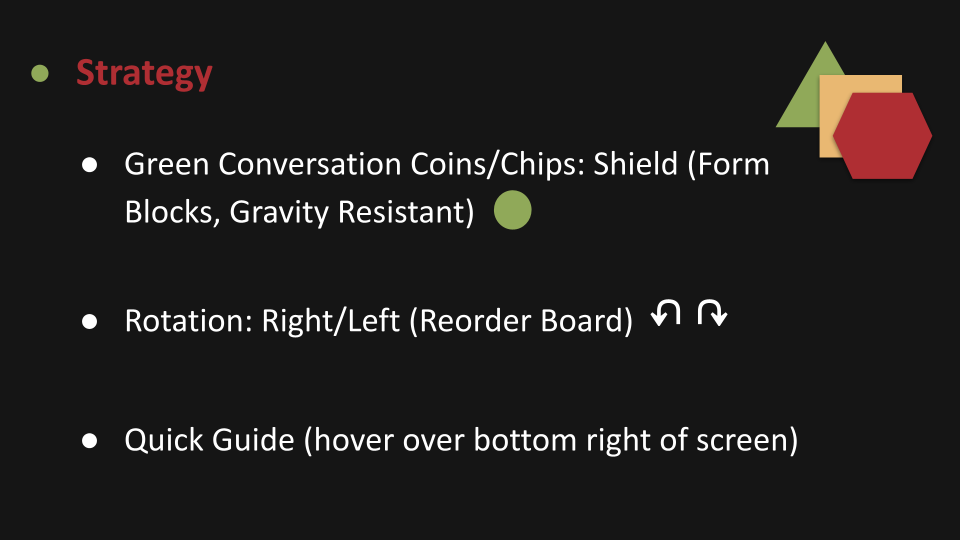 ● Strategy
● Green Conversation Coins/Chips: Shield (Form
Blocks, Gravity Resistant)
● Rotation: Right/Left (Reorder Board)
● Quick Guide (hover over bottom right of screen)